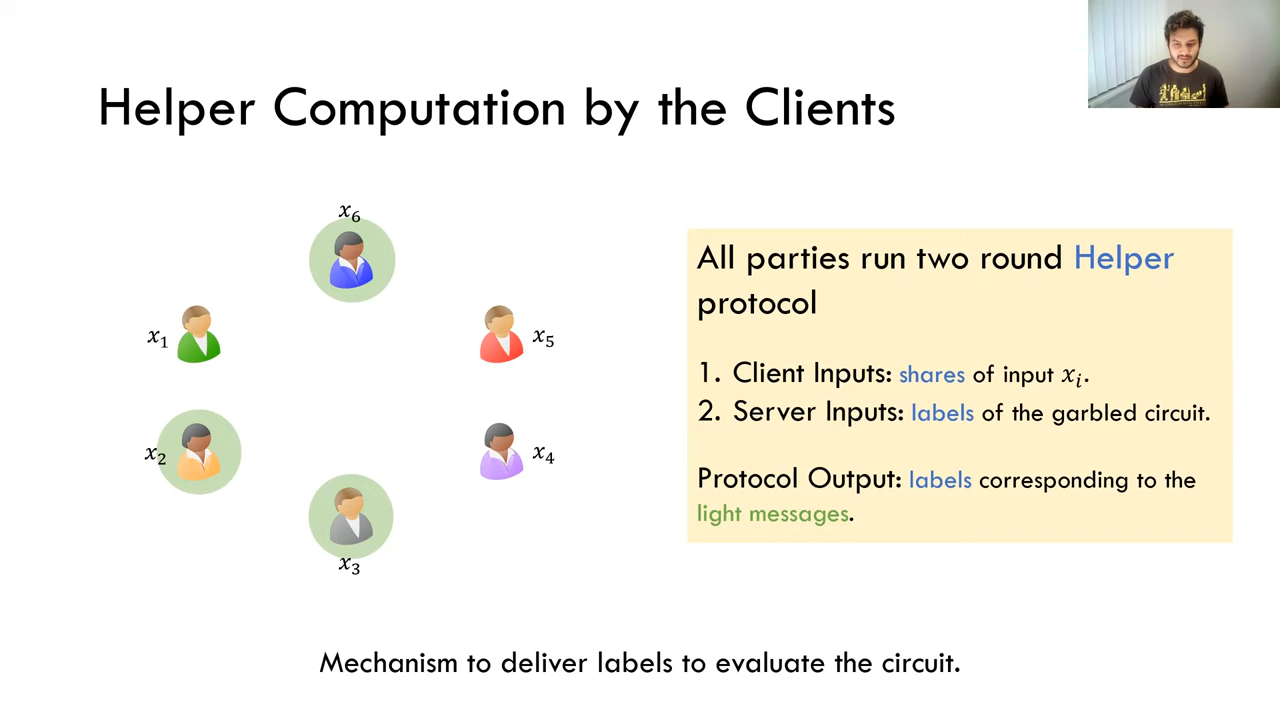 Helper Computation by the Clients
x₆
x₁
x₅
x₂
x₄
x₃
All parties run two round Helper
protocol
1. Client Inputs: shares of input xᵢ.
2. Server Inputs: labels of the garbled circuit.
Protocol Output: labels corresponding to the
light messages.
Mechanism to deliver labels to evaluate the circuit.